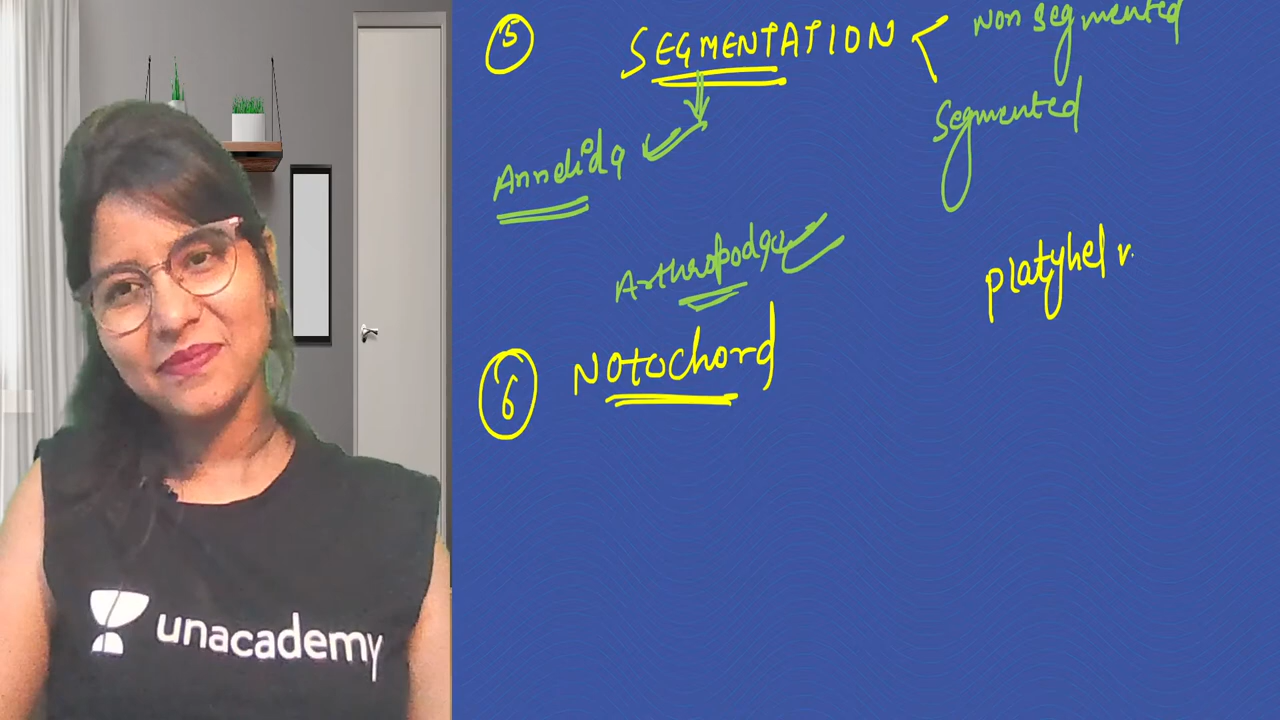 5 SEGMENTATION
Non segmented
Segmented
Annelida
Arthropoda
Platyhel
6 Notochord
unacademy